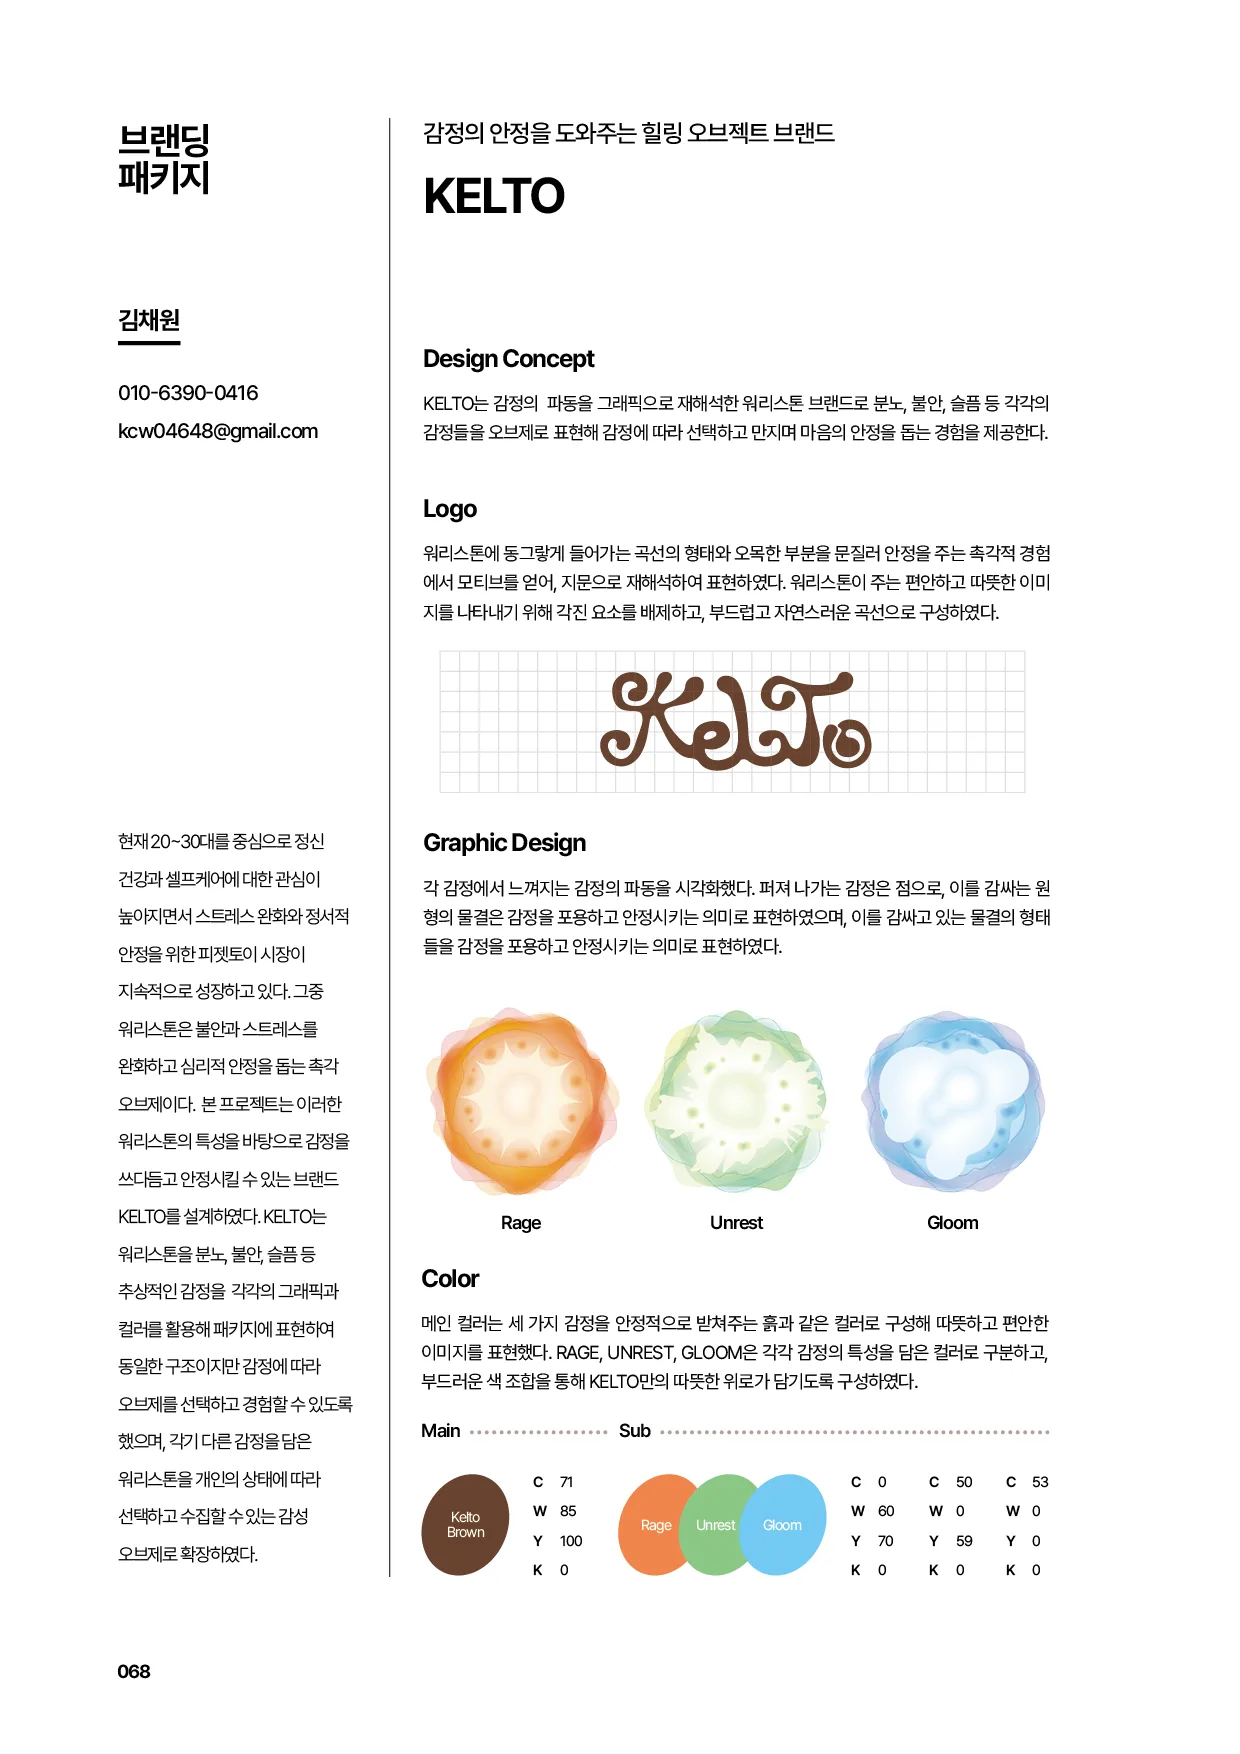 브랜딩
패키지
김채원
010-6390-0416
kcw04648@gmail.com
현재 20~30대를 중심으로 정신
건강과 셀프케어에 대한 관심이
높아지면서 스트레스 완화와 정서적
안정을 위한 피젯토이 시장이
지속적으로 성장하고 있다. 그중
워리스톤은 불안과 스트레스를
완화하고 심리적 안정을 돕는 촉각
오브제이다. 본 프로젝트는 이러한
워리스톤의 특성을 바탕으로 감정을
쓰다듬고 안정시킬 수 있는 브랜드
KELTO를 설계하였다. KELTO는
워리스톤을 분노, 불안, 슬픔 등
추상적인 감정을 각각의 그래픽과
컬러를 활용해 패키지에 표현하여
동일한 구조이지만 감정에 따라
오브제를 선택하고 경험할 수 있도록
했으며, 각기 다른 감정을 담은
워리스톤을 개인의 상태에 따라
선택하고 수집할 수 있는 감성
오브제로 확장하였다.
068
감정의 안정을 도와주는 힐링 오브젝트 브랜드
KELTO
Design Concept
KELTO는 감정의 파동을 그래픽으로 재해석한 워리스톤 브랜드로 분노, 불안, 슬픔 등 각각의
감정들을 오브제로 표현해 감정에 따라 선택하고 만지며 마음의 안정을 돕는 경험을 제공한다.
Logo
워리스톤에 동그랗게 들어가는 곡선의 형태와 오목한 부분을 문질러 안정을 주는 촉각적 경험
에서 모티브를 얻어, 지문으로 재해석하여 표현하였다. 워리스톤이 주는 편안하고 따뜻한 이미
지를 나타내기 위해 각진 요소를 배제하고, 부드럽고 자연스러운 곡선으로 구성하였다.
KelTo
Graphic Design
각 감정에서 느껴지는 감정의 파동을 시각화했다. 퍼져 나가는 감정은 점으로, 이를 감싸는 원
형의 물결은 감정을 포용하고 안정시키는 의미로 표현하였으며, 이를 감싸고 있는 물결의 형태
들을 감정을 포용하고 안정시키는 의미로 표현하였다.
Rage Unrest Gloom
Color
메인 컬러는 세 가지 감정을 안정적으로 받쳐주는 흙과 같은 컬러로 구성해 따뜻하고 편안한
이미지를 표현했다. RAGE, UNREST, GLOOM은 각각 감정의 특성을 담은 컬러로 구분하고,
부드러운 색 조합을 통해 KELTO만의 따뜻한 위로가 담기도록 구성하였다.
Main Sub
Kelto
Brown
C 71
W 85
Y 100
K 0
Rage Unrest Gloom
C 0 C 50 C 53
W 60 W 0 W 0
Y 70 Y 59 Y 0
K 0 K 0 K 0